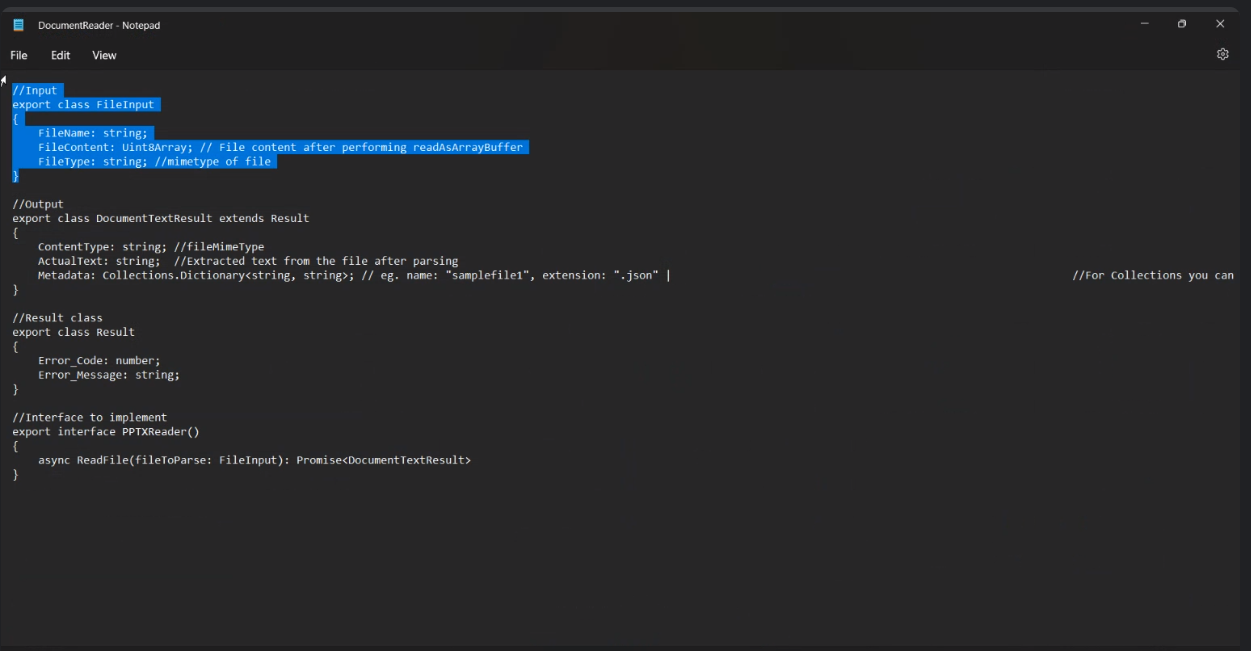 DocumentReader - Notepad
File Edit View
//Input
export class FileInput
{
    FileName: string;
    FileContent: Uint8Array; // File content after performing readAsArrayBuffer
    FileType: string; //mimetype of file
}
//Output
export class DocumentTextResult extends Result
{
    ContentType: string; //fileMimeType
    ActualText: string;  //Extracted text from the file after parsing
    Metadata: Collections.Dictionary<string, string>; // eg. name: "samplefile1", extension: ".json" //For Collections you can
}
//Result class
export class Result
{
    Error_Code: number;
    Error_Message: string;
}
//Interface to implement
export interface PPTXReader()
{
    async ReadFile(fileToParse: FileInput): Promise<DocumentTextResult>
}